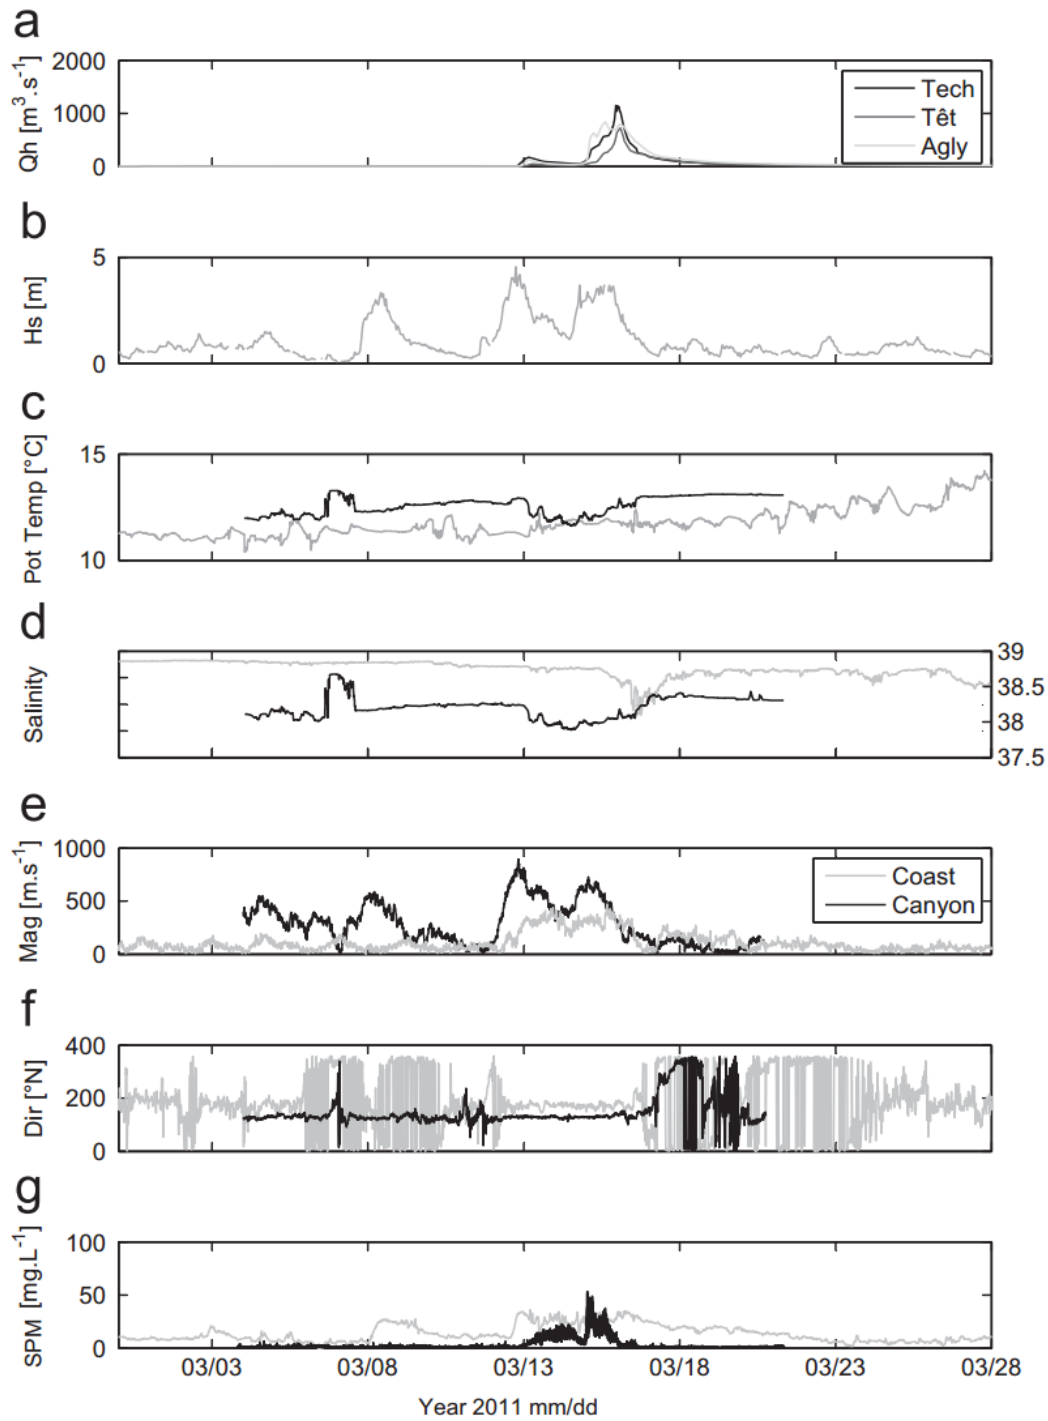 a
Qh [m³.s⁻¹]
2000
1000
0
Tech
Têt
Agly
b
Hs [m]
5
0
c
Pot Temp [°C]
15
10
d
Salinity
39
38.5
38
37.5
e
Mag [m.s⁻¹]
1000
500
0
Coast
Canyon
f
Dir [°N]
400
200
0
g
SPM [mg.L⁻¹]
100
50
0
03/03 03/08 03/13 03/18 03/23 03/28
Year 2011 mm/dd